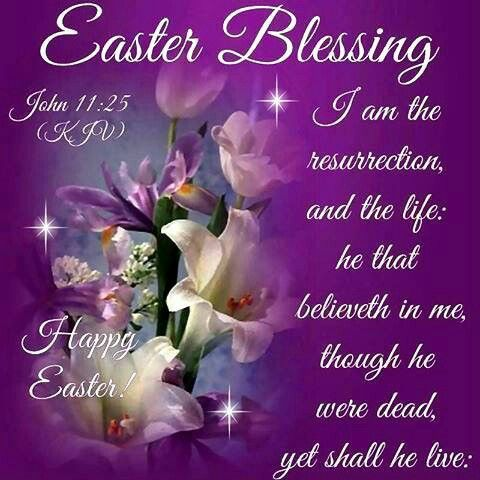 Easter Blessing
John 11:25
(KJV)
I am the
resurrection,
and the life:
he that
believeth in me,
though he
were dead,
yet shall he live:
Happy
Easter!